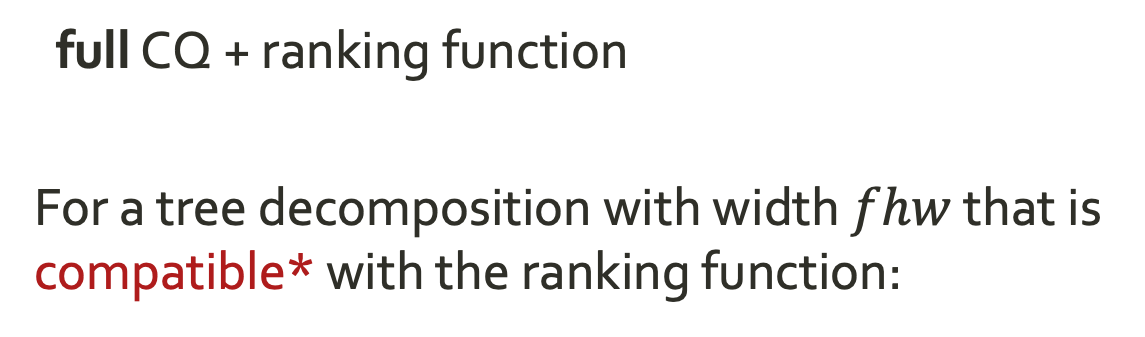 full CQ + ranking function
For a tree decomposition with width fhw that is
compatible* with the ranking function: